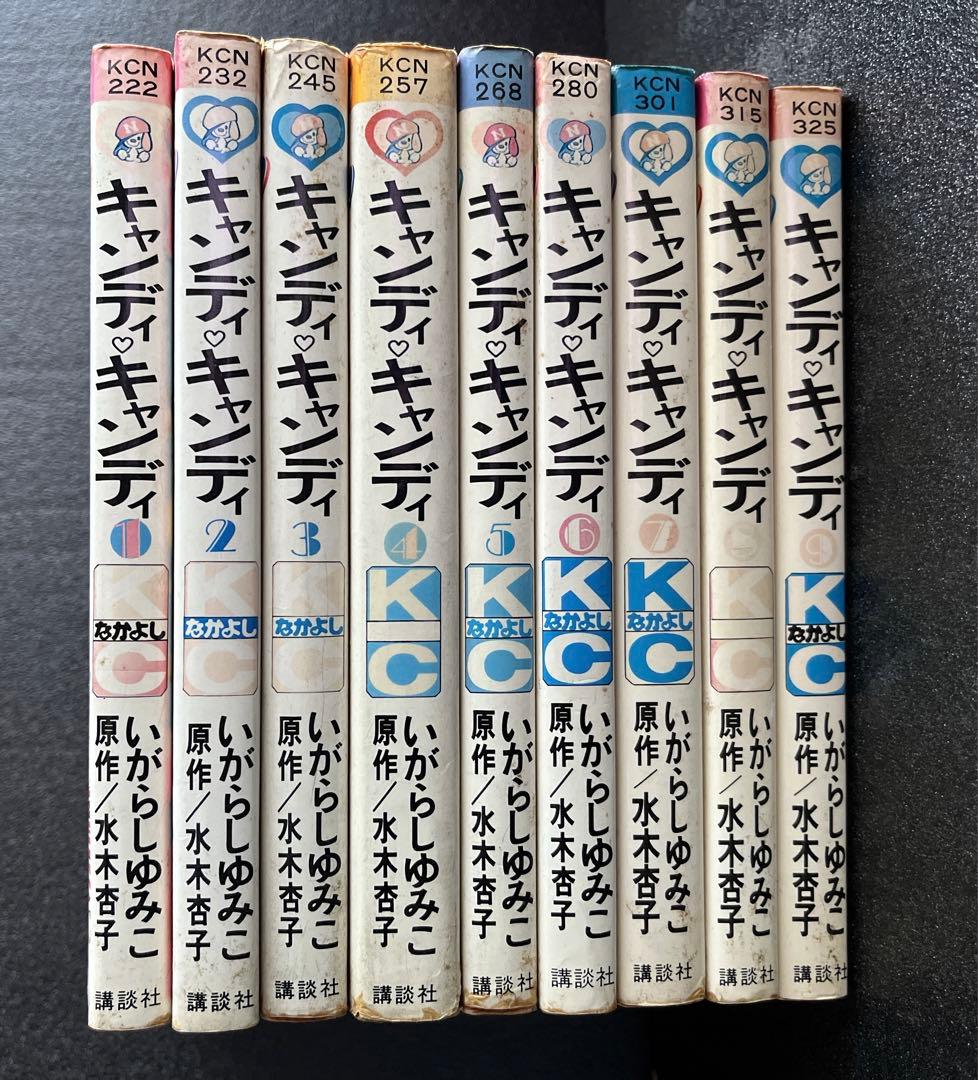 KCN
222
キャンディ♡キャンディ
1
K
なかよし
C
いがらしゆみこ
原作/水木杏子
講談社
KCN
232
N
キャンディ♡キャンディ
2
K
なかよし
C
いがらしゆみこ
原作/水木杏子
講談社
KCN
245
キャンディ♡キャンディ
3
K
なかよし
C
いがらしゆみこ
原作/水木杏子
講談社
KCN
257
N
キャンディ♡キャンディ
4
K
C
いがらしゆみこ
原作/水木杏子
講談社
KCN
268
N
キャンディ♡キャンディ
5
K
なかよし
C
いがらしゆみこ
原作/水木杏子
講談社
KCN
280
N
キャンディ♡キャンディ
6
K
なかよし
C
いがらしゆみこ
原作/水木杏子
講談社
KCN
301
キャンディ♡キャンディ
7
K
なかよし
C
いがらしゆみこ
原作/水木杏子
講談社
KCN
315
キャンディ♡キャンディ
8
K
C
いがらしゆみこ
原作/水木杏子
講談社
KCN
325
キャンディ♡キャンディ
9
K
なかよし
C
いがらしゆみこ
原作/水木杏子
講談社